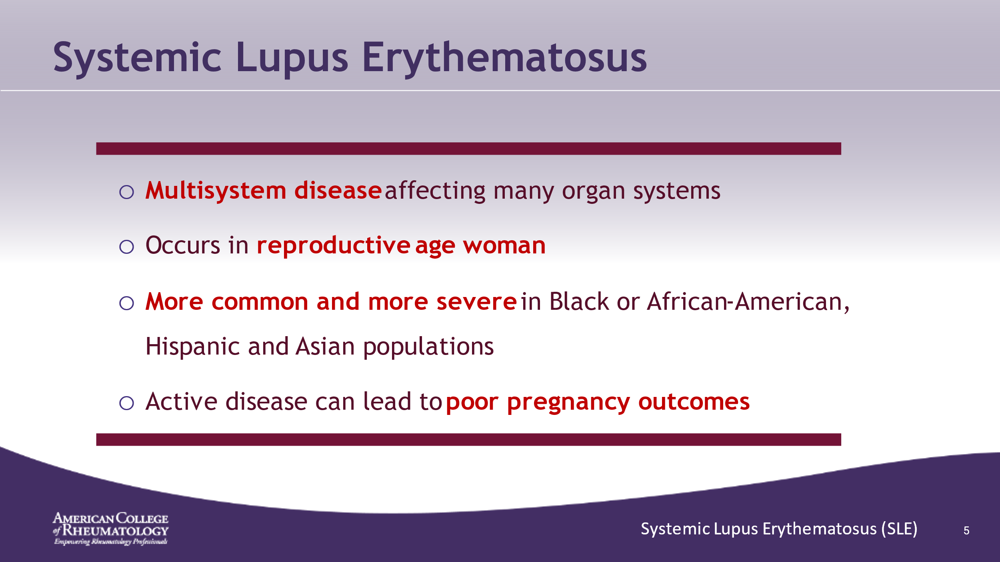 Systemic Lupus Erythematosus
○ Multisystem disease affecting many organ systems
○ Occurs in reproductive age woman
○ More common and more severe in Black or African-American,
Hispanic and Asian populations
○ Active disease can lead to poor pregnancy outcomes
AMERICAN COLLEGE
of RHEUMATOLOGY
Empowering Rheumatology Professionals
Systemic Lupus Erythematosus (SLE)
5